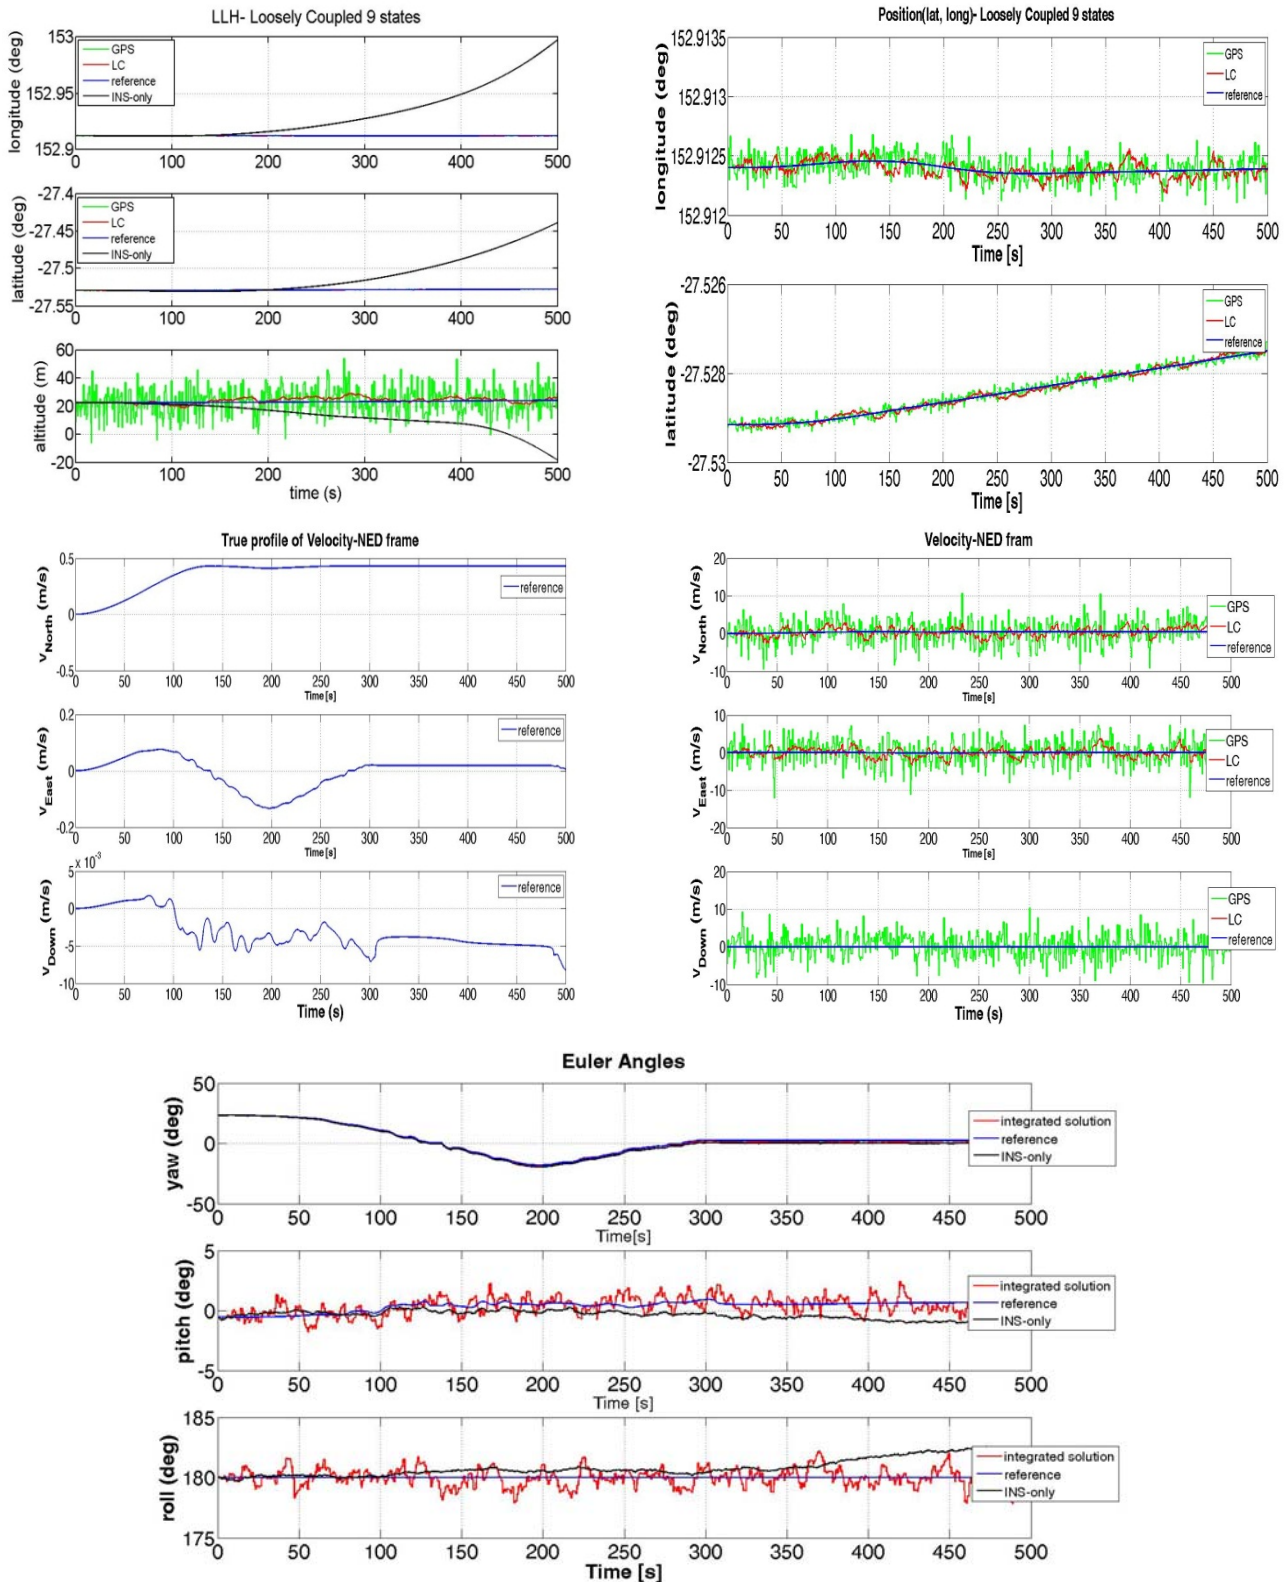 LLH- Loosely Coupled 9 states
153
152.95
152.9
longitude (deg)
GPS
LC
reference
INS-only
0 100 200 300 400 500
-27.4
-27.45
-27.5
-27.55
latitude (deg)
GPS
LC
reference
INS-only
0 100 200 300 400 500
60
40
20
0
-20
altitude (m)
0 100 200 300 400 500
time (s)
Position(lat, long)- Loosely Coupled 9 states
152.9135
152.913
152.9125
152.912
longitude (deg)
GPS
LC
reference
0 50 100 150 200 250 300 350 400 450 500
Time [s]
-27.526
-27.528
-27.53
latitude (deg)
GPS
LC
reference
0 50 100 150 200 250 300 350 400 450 500
Time [s]
True profile of Velocity-NED frame
0.5
0
-0.5
V North (m/s)
reference
0 50 100 150 200 250 300 350 400 450 500
Time[s]
0.2
0
-0.2
V East (m/s)
reference
0 50 100 150 200 250 300 350 400 450 500
Time[s]
5 x 10⁻³
0
-5
-10
V Down (m/s)
reference
0 50 100 150 200 250 300 350 400 450 500
Time (s)
Velocity-NED fram
20
10
0
-10
V North (m/s)
GPS
LC
reference
0 50 100 150 200 250 300 350 400 450 500
Time[s]
10
0
-10
-20
V East (m/s)
GPS
LC
reference
0 50 100 150 200 250 300 350 400 450 500
Time[s]
20
10
0
-10
V Down (m/s)
GPS
LC
reference
0 50 100 150 200 250 300 350 400 450 500
Time (s)
Euler Angles
50
0
-50
yaw (deg)
integrated solution
reference
INS-only
0 50 100 150 200 250 300 350 400 450 500
Time[s]
5
0
-5
pitch (deg)
integrated solution
reference
INS-only
0 50 100 150 200 250 300 350 400 450 500
Time [s]
185
180
175
roll (deg)
integrated solution
reference
INS-only
0 50 100 150 200 250 300 350 400 450 500
Time [s]